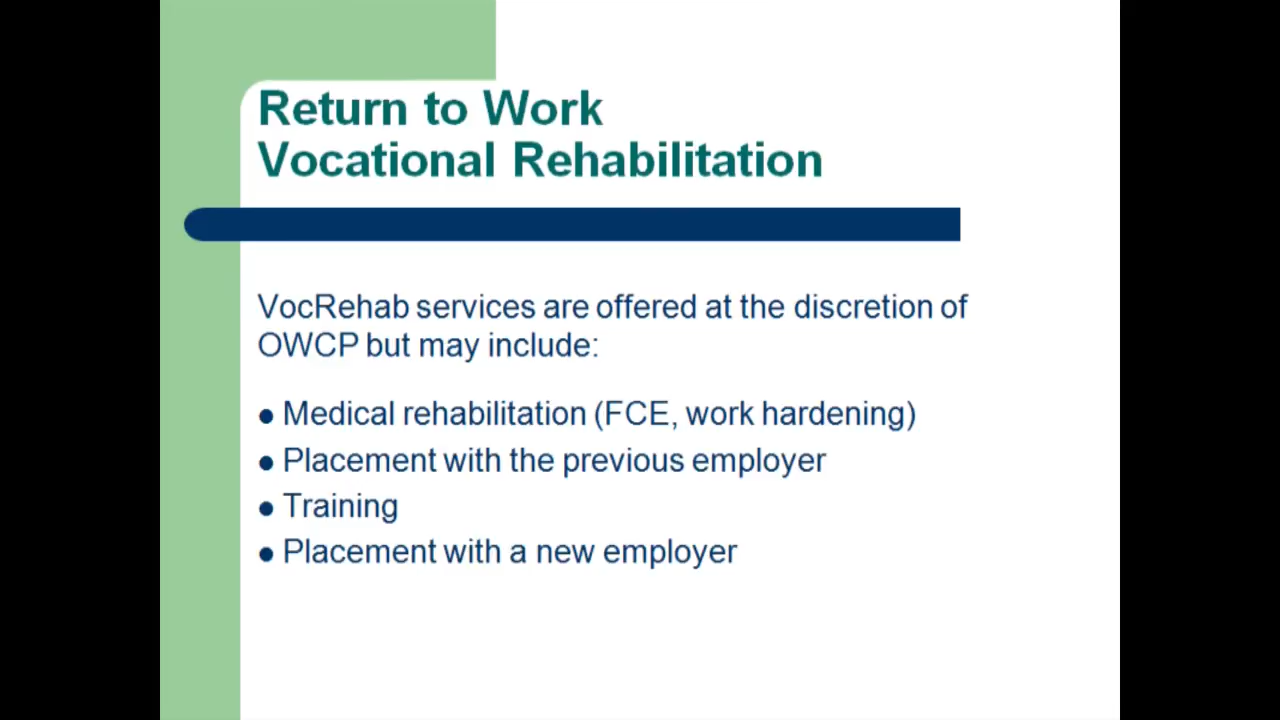 Return to Work
Vocational Rehabilitation
VocRehab services are offered at the discretion of
OWCP but may include:
● Medical rehabilitation (FCE, work hardening)
● Placement with the previous employer
● Training
● Placement with a new employer